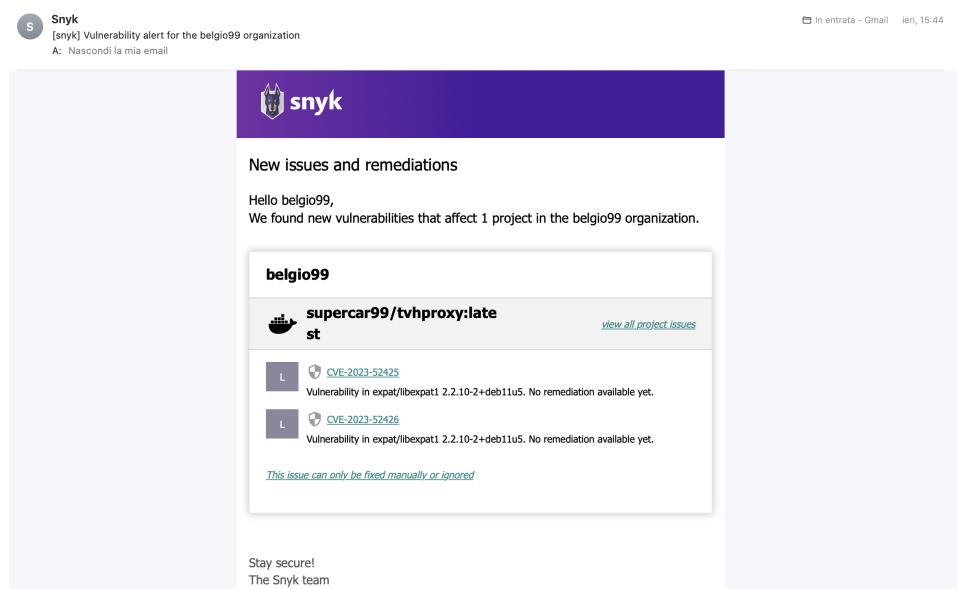 S
Snyk
In entrata - Gmail ieri, 15:44
[snyk] Vulnerability alert for the belgio99 organization
A: Nascondi la mia email
snyk
New issues and remediations
Hello belgio99,
We found new vulnerabilities that affect 1 project in the belgio99 organization.
belgio99
supercar99/tvhproxy:late
st
view all project issues
L
CVE-2023-52425
Vulnerability in expat/libexpat1 2.2.10-2+deb11u5. No remediation available yet.
L
CVE-2023-52426
Vulnerability in expat/libexpat1 2.2.10-2+deb11u5. No remediation available yet.
This issue can only be fixed manually or ignored
Stay secure!
The Snyk team